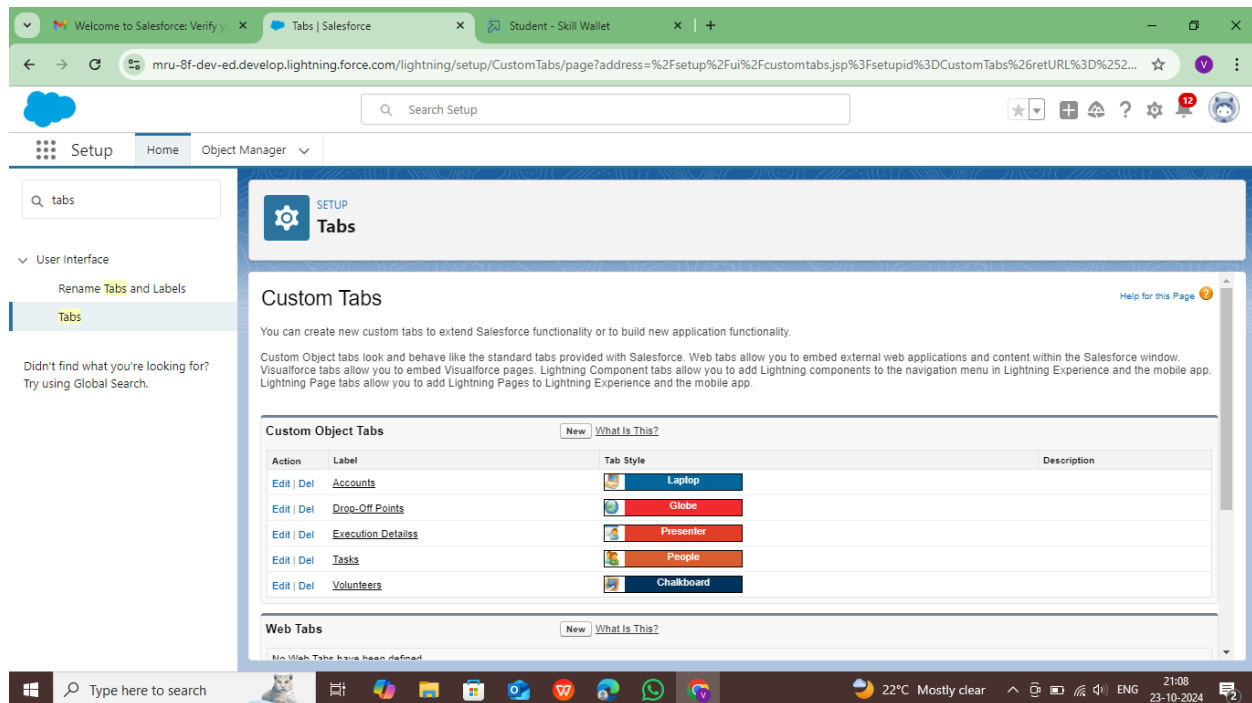 Welcome to Salesforce: Verify y
Tabs | Salesforce
Student - Skill Wallet
mru-8f-dev-ed.develop.lightning.force.com/lightning/setup/CustomTabs/page?address=%2Fsetup%2Fui%2Fcustomtabs.jsp%3Fsetupid%3DCustomTabs%26retURL%3D%252...
V
Search Setup
12
Setup
Home
Object Manager
tabs
User Interface
Rename Tabs and Labels
Tabs
Didn't find what you're looking for?
Try using Global Search.
SETUP
Tabs
Custom Tabs
Help for this Page
You can create new custom tabs to extend Salesforce functionality or to build new application functionality.
Custom Object tabs look and behave like the standard tabs provided with Salesforce. Web tabs allow you to embed external web applications and content within the Salesforce window.
Visualforce tabs allow you to embed Visualforce pages. Lightning Component tabs allow you to add Lightning components to the navigation menu in Lightning Experience and the mobile app.
Lightning Page tabs allow you to add Lightning Pages to Lightning Experience and the mobile app.
Custom Object Tabs New What Is This?
Action Label Tab Style Description
Edit | Del Accounts Laptop
Edit | Del Drop-Off Points Globe
Edit | Del Execution Detailss Presenter
Edit | Del Tasks People
Edit | Del Volunteers Chalkboard
Web Tabs New What Is This?
No Web Tabs have been defined
Type here to search
22°C Mostly clear
ENG
21:08
23-10-2024
2